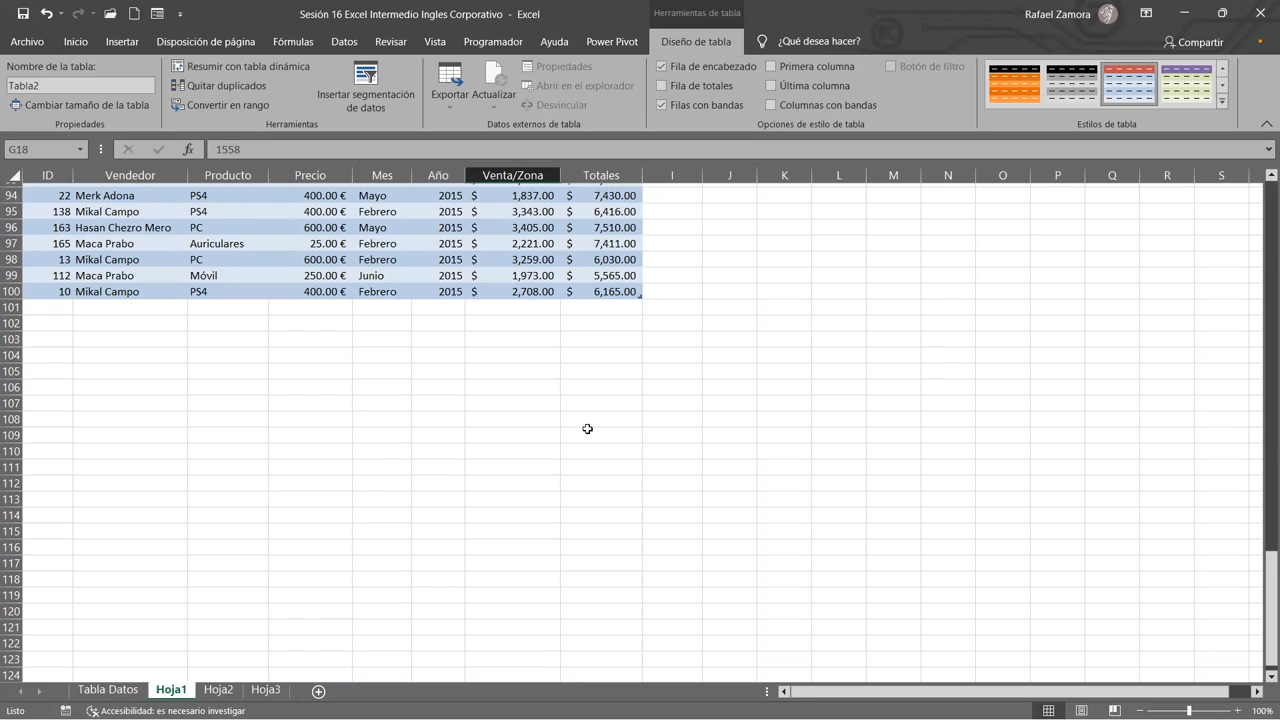 Sesión 16 Excel Intermedio Ingles Corporativo - Excel
Herramientas de tabla
Rafael Zamora
Archivo Inicio Insertar Disposición de página Fórmulas Datos Revisar Vista Programador Ayuda Power Pivot Diseño de tabla ¿Qué desea hacer? Compartir
Nombre de la tabla:
Tabla2
Cambiar tamaño de la tabla
Propiedades
Resumir con tabla dinámica
Quitar duplicados
Convertir en rango
Insertar segmentación
de datos
Herramientas
Exportar Actualizar
Propiedades
Abrir en el explorador
Desvincular
Datos externos de tabla
Fila de encabezado Primera columna Botón de filtro
Fila de totales Última columna
Filas con bandas Columnas con bandas
Opciones de estilo de tabla
Estilos de tabla
G18 fx 1558
ID Vendedor Producto Precio Mes Año Venta/Zona Totales I J K L M N O P Q R S
94 22 Merk Adona PS4 400.00 € Mayo 2015 $ 1,837.00 $ 7,430.00
95 138 Mikal Campo PS4 400.00 € Febrero 2015 $ 3,343.00 $ 6,416.00
96 163 Hasan Chezro Mero PC 600.00 € Mayo 2015 $ 3,405.00 $ 7,510.00
97 165 Maca Prabo Auriculares 25.00 € Febrero 2015 $ 2,221.00 $ 7,411.00
98 13 Mikal Campo PC 600.00 € Febrero 2015 $ 3,259.00 $ 6,030.00
99 112 Maca Prabo Móvil 250.00 € Junio 2015 $ 1,973.00 $ 5,565.00
100 10 Mikal Campo PS4 400.00 € Febrero 2015 $ 2,708.00 $ 6,165.00
101
102
103
104
105
106
107
108
109
110
111
112
113
114
115
116
117
118
119
120
121
122
123
124
Tabla Datos Hoja1 Hoja2 Hoja3
Listo Accesibilidad: es necesario investigar 100%